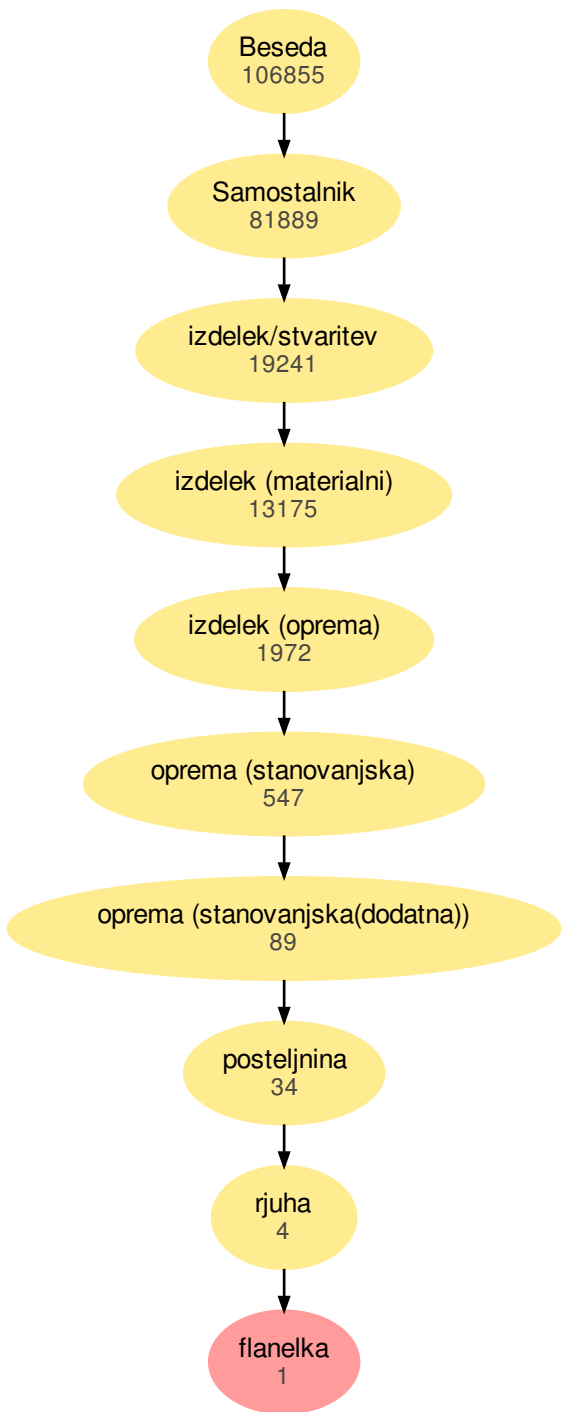 Beseda
106855
Samostalnik
81889
izdelek/stvaritev
19241
izdelek (materialni)
13175
izdelek (oprema)
1972
oprema (stanovanjska)
547
oprema (stanovanjska(dodatna))
89
posteljnina
34
rjuha
4
flanelka
1